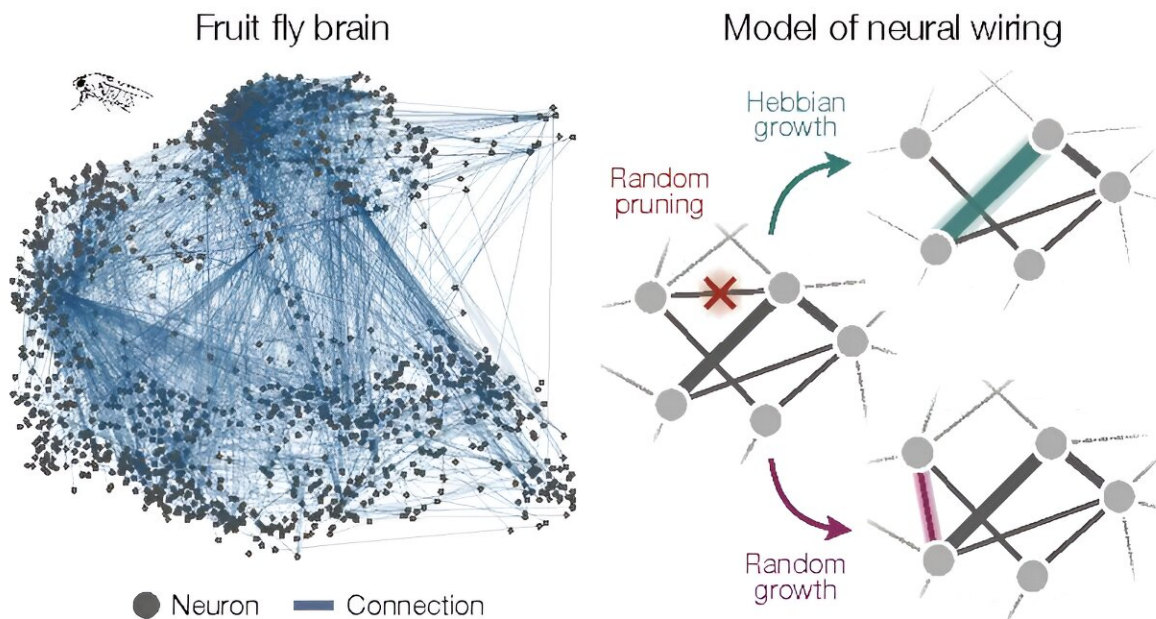 Fruit fly brain
Model of neural wiring
Hebbian
growth
Random
pruning
Random
growth
Neuron
Connection